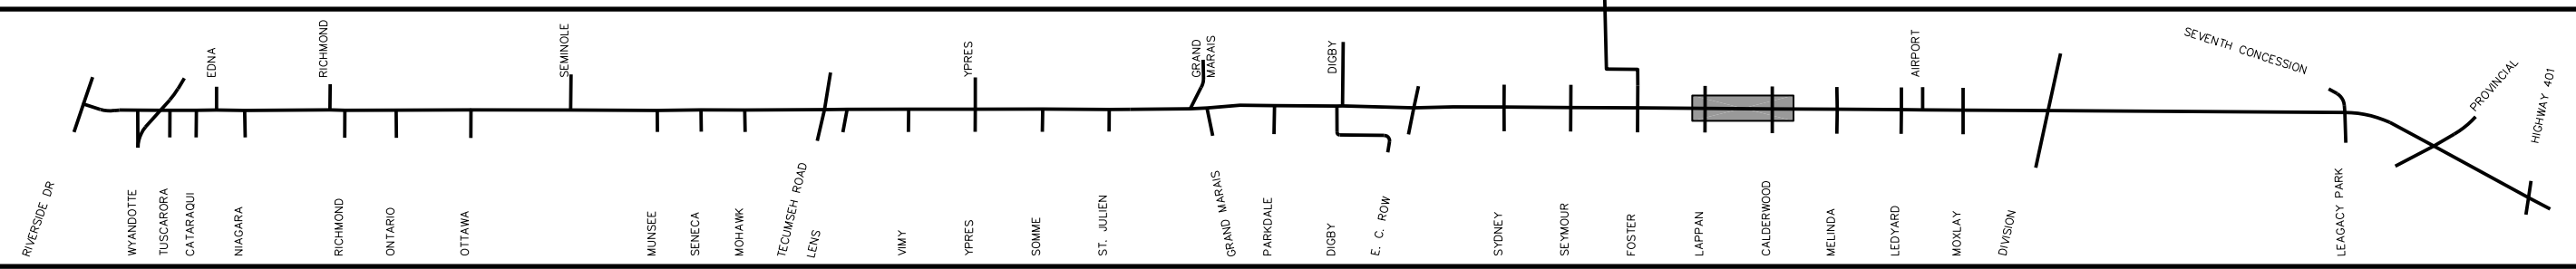 EDNA
RICHMOND
SEMINOLE
YPRES
GRAND
MARAIS
DIGBY
AIRPORT
SEVENTH CONCESSION
PROVINCIAL
HIGHWAY 401
RIVERSIDE DR
WYANDOTTE
TUSCARORA
CATARAQUI
NIAGARA
RICHMOND
ONTARIO
OTTAWA
MUNSEE
SENECA
MOHAWK
TECUMSEH ROAD
LENS
VIMY
YPRES
SOMME
ST. JULIEN
GRAND MARAIS
PARKDALE
DIGBY
E. C. ROW
SYDNEY
SEYMOUR
FOSTER
LAPPAN
CALDERWOOD
MELINDA
LEDYARD
MOXLAY
DIVISION
LEAGACY PARK